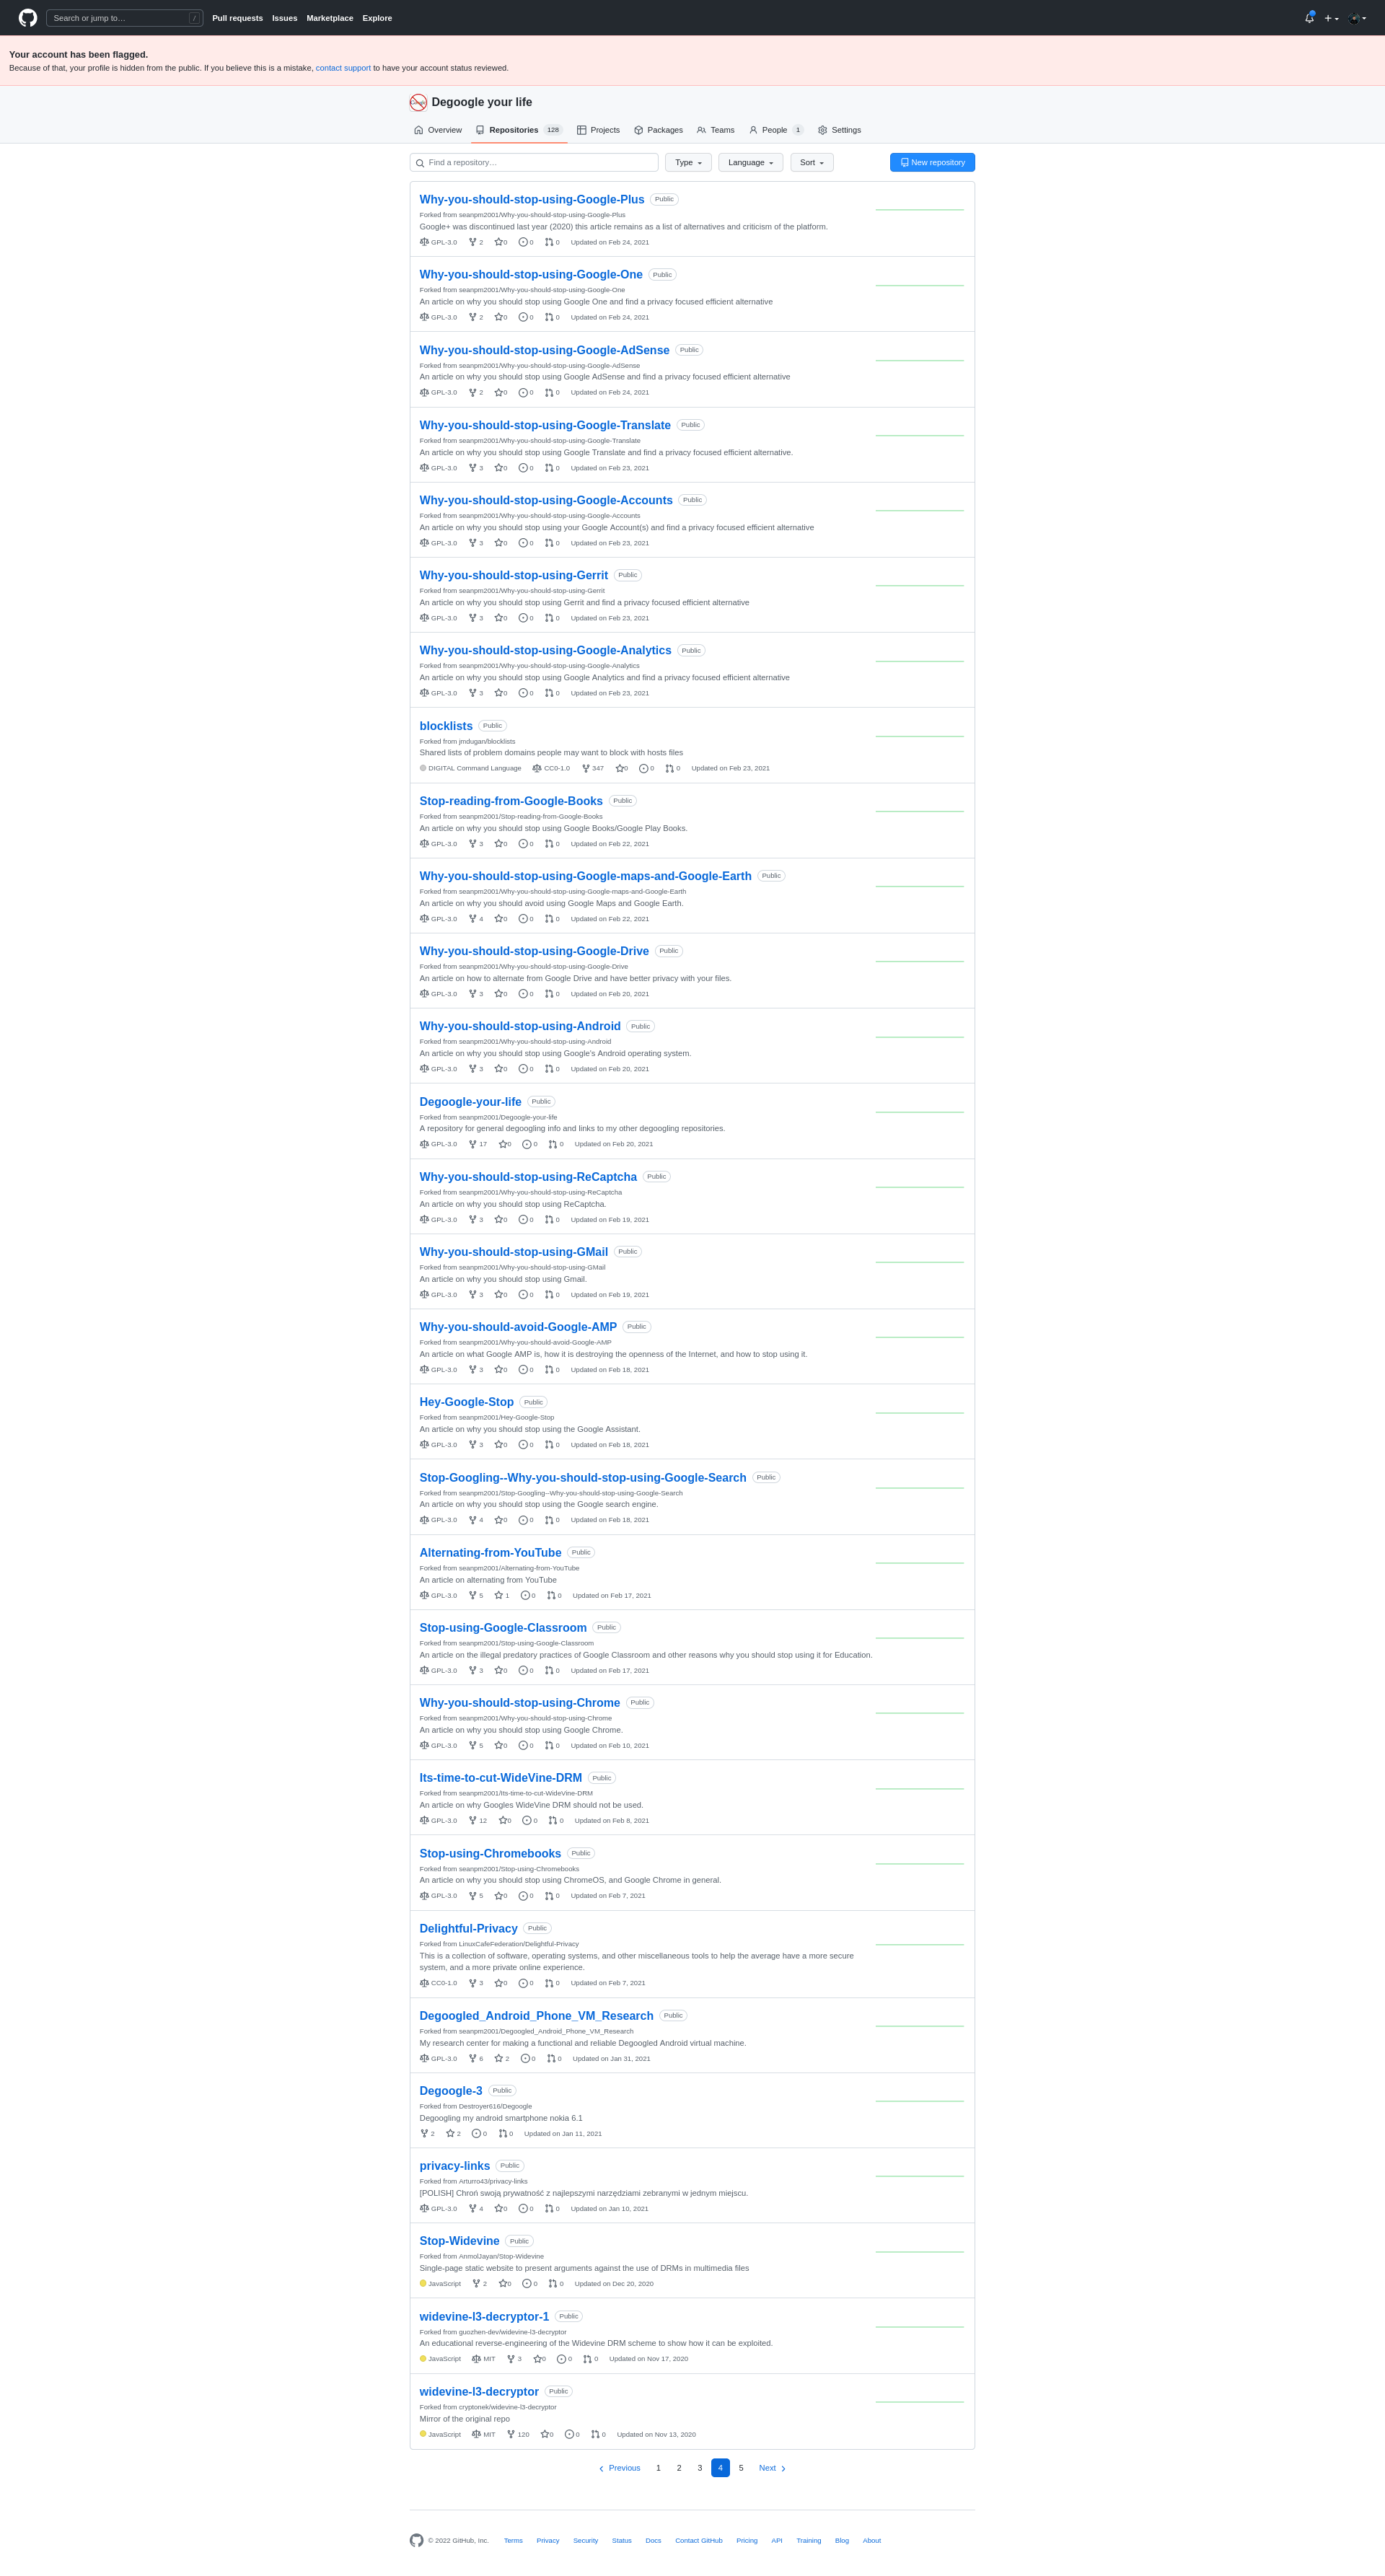 Search or jump to… /
Pull requests Issues Marketplace Explore
Your account has been flagged.
Because of that, your profile is hidden from the public. If you believe this is a mistake, contact support to have your account status reviewed.
Degoogle your life
Overview Repositories 128 Projects Packages Teams People 1 Settings
Find a repository… Type Language Sort New repository
Why-you-should-stop-using-Google-Plus Public
Forked from seanpm2001/Why-you-should-stop-using-Google-Plus
Google+ was discontinued last year (2020) this article remains as a list of alternatives and criticism of the platform.
GPL-3.0 2 0 0 0 Updated on Feb 24, 2021
Why-you-should-stop-using-Google-One Public
Forked from seanpm2001/Why-you-should-stop-using-Google-One
An article on why you should stop using Google One and find a privacy focused efficient alternative
GPL-3.0 2 0 0 0 Updated on Feb 24, 2021
Why-you-should-stop-using-Google-AdSense Public
Forked from seanpm2001/Why-you-should-stop-using-Google-AdSense
An article on why you should stop using Google AdSense and find a privacy focused efficient alternative
GPL-3.0 2 0 0 0 Updated on Feb 24, 2021
Why-you-should-stop-using-Google-Translate Public
Forked from seanpm2001/Why-you-should-stop-using-Google-Translate
An article on why you should stop using Google Translate and find a privacy focused efficient alternative.
GPL-3.0 3 0 0 0 Updated on Feb 23, 2021
Why-you-should-stop-using-Google-Accounts Public
Forked from seanpm2001/Why-you-should-stop-using-Google-Accounts
An article on why you should stop using your Google Account(s) and find a privacy focused efficient alternative
GPL-3.0 3 0 0 0 Updated on Feb 23, 2021
Why-you-should-stop-using-Gerrit Public
Forked from seanpm2001/Why-you-should-stop-using-Gerrit
An article on why you should stop using Gerrit and find a privacy focused efficient alternative
GPL-3.0 3 0 0 0 Updated on Feb 23, 2021
Why-you-should-stop-using-Google-Analytics Public
Forked from seanpm2001/Why-you-should-stop-using-Google-Analytics
An article on why you should stop using Google Analytics and find a privacy focused efficient alternative
GPL-3.0 3 0 0 0 Updated on Feb 23, 2021
blocklists Public
Forked from jmdugan/blocklists
Shared lists of problem domains people may want to block with hosts files
DIGITAL Command Language CC0-1.0 347 0 0 0 Updated on Feb 23, 2021
Stop-reading-from-Google-Books Public
Forked from seanpm2001/Stop-reading-from-Google-Books
An article on why you should stop using Google Books/Google Play Books.
GPL-3.0 3 0 0 0 Updated on Feb 22, 2021
Why-you-should-stop-using-Google-maps-and-Google-Earth Public
Forked from seanpm2001/Why-you-should-stop-using-Google-maps-and-Google-Earth
An article on why you should avoid using Google Maps and Google Earth.
GPL-3.0 4 0 0 0 Updated on Feb 22, 2021
Why-you-should-stop-using-Google-Drive Public
Forked from seanpm2001/Why-you-should-stop-using-Google-Drive
An article on how to alternate from Google Drive and have better privacy with your files.
GPL-3.0 3 0 0 0 Updated on Feb 20, 2021
Why-you-should-stop-using-Android Public
Forked from seanpm2001/Why-you-should-stop-using-Android
An article on why you should stop using Google's Android operating system.
GPL-3.0 3 0 0 0 Updated on Feb 20, 2021
Degoogle-your-life Public
Forked from seanpm2001/Degoogle-your-life
A repository for general degoogling info and links to my other degoogling repositories.
GPL-3.0 17 0 0 0 Updated on Feb 20, 2021
Why-you-should-stop-using-ReCaptcha Public
Forked from seanpm2001/Why-you-should-stop-using-ReCaptcha
An article on why you should stop using ReCaptcha.
GPL-3.0 3 0 0 0 Updated on Feb 19, 2021
Why-you-should-stop-using-GMail Public
Forked from seanpm2001/Why-you-should-stop-using-GMail
An article on why you should stop using Gmail.
GPL-3.0 3 0 0 0 Updated on Feb 19, 2021
Why-you-should-avoid-Google-AMP Public
Forked from seanpm2001/Why-you-should-avoid-Google-AMP
An article on what Google AMP is, how it is destroying the openness of the Internet, and how to stop using it.
GPL-3.0 3 0 0 0 Updated on Feb 18, 2021
Hey-Google-Stop Public
Forked from seanpm2001/Hey-Google-Stop
An article on why you should stop using the Google Assistant.
GPL-3.0 3 0 0 0 Updated on Feb 18, 2021
Stop-Googling--Why-you-should-stop-using-Google-Search Public
Forked from seanpm2001/Stop-Googling--Why-you-should-stop-using-Google-Search
An article on why you should stop using the Google search engine.
GPL-3.0 4 0 0 0 Updated on Feb 18, 2021
Alternating-from-YouTube Public
Forked from seanpm2001/Alternating-from-YouTube
An article on alternating from YouTube
GPL-3.0 5 1 0 0 Updated on Feb 17, 2021
Stop-using-Google-Classroom Public
Forked from seanpm2001/Stop-using-Google-Classroom
An article on the illegal predatory practices of Google Classroom and other reasons why you should stop using it for Education.
GPL-3.0 3 0 0 0 Updated on Feb 17, 2021
Why-you-should-stop-using-Chrome Public
Forked from seanpm2001/Why-you-should-stop-using-Chrome
An article on why you should stop using Google Chrome.
GPL-3.0 5 0 0 0 Updated on Feb 10, 2021
Its-time-to-cut-WideVine-DRM Public
Forked from seanpm2001/Its-time-to-cut-WideVine-DRM
An article on why Googles WideVine DRM should not be used.
GPL-3.0 12 0 0 0 Updated on Feb 8, 2021
Stop-using-Chromebooks Public
Forked from seanpm2001/Stop-using-Chromebooks
An article on why you should stop using ChromeOS, and Google Chrome in general.
GPL-3.0 5 0 0 0 Updated on Feb 7, 2021
Delightful-Privacy Public
Forked from LinuxCafeFederation/Delightful-Privacy
This is a collection of software, operating systems, and other miscellaneous tools to help the average have a more secure
system, and a more private online experience.
CC0-1.0 3 0 0 0 Updated on Feb 7, 2021
Degoogled_Android_Phone_VM_Research Public
Forked from seanpm2001/Degoogled_Android_Phone_VM_Research
My research center for making a functional and reliable Degoogled Android virtual machine.
GPL-3.0 6 2 0 0 Updated on Jan 31, 2021
Degoogle-3 Public
Forked from Destroyer616/Degoogle
Degoogling my android smartphone nokia 6.1
2 2 0 0 Updated on Jan 11, 2021
privacy-links Public
Forked from Arturro43/privacy-links
[POLISH] Chroń swoją prywatność z najlepszymi narzędziami zebranymi w jednym miejscu.
GPL-3.0 4 0 0 0 Updated on Jan 10, 2021
Stop-Widevine Public
Forked from AnmolJayan/Stop-Widevine
Single-page static website to present arguments against the use of DRMs in multimedia files
JavaScript 2 0 0 0 Updated on Dec 20, 2020
widevine-l3-decryptor-1 Public
Forked from guozhen-dev/widevine-l3-decryptor
An educational reverse-engineering of the Widevine DRM scheme to show how it can be exploited.
JavaScript MIT 3 0 0 0 Updated on Nov 17, 2020
widevine-l3-decryptor Public
Forked from cryptonek/widevine-l3-decryptor
Mirror of the original repo
JavaScript MIT 120 0 0 0 Updated on Nov 13, 2020
Previous 1 2 3 4 5 Next
© 2022 GitHub, Inc. Terms Privacy Security Status Docs Contact GitHub Pricing API Training Blog About